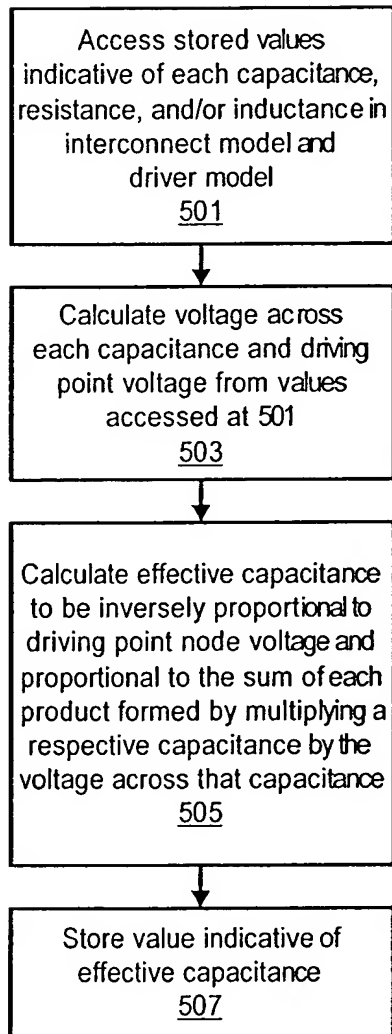 Access stored values
indicative of each capacitance,
resistance, and/or inductance in
interconnect model and
driver model
501
Calculate voltage across
each capacitance and driving
point voltage from values
accessed at 501
503
Calculate effective capacitance
to be inversely proportional to
driving point node voltage and
proportional to the sum of each
product formed by multiplying a
respective capacitance by the
voltage across that capacitance
505
Store value indicative of
effective capacitance
507